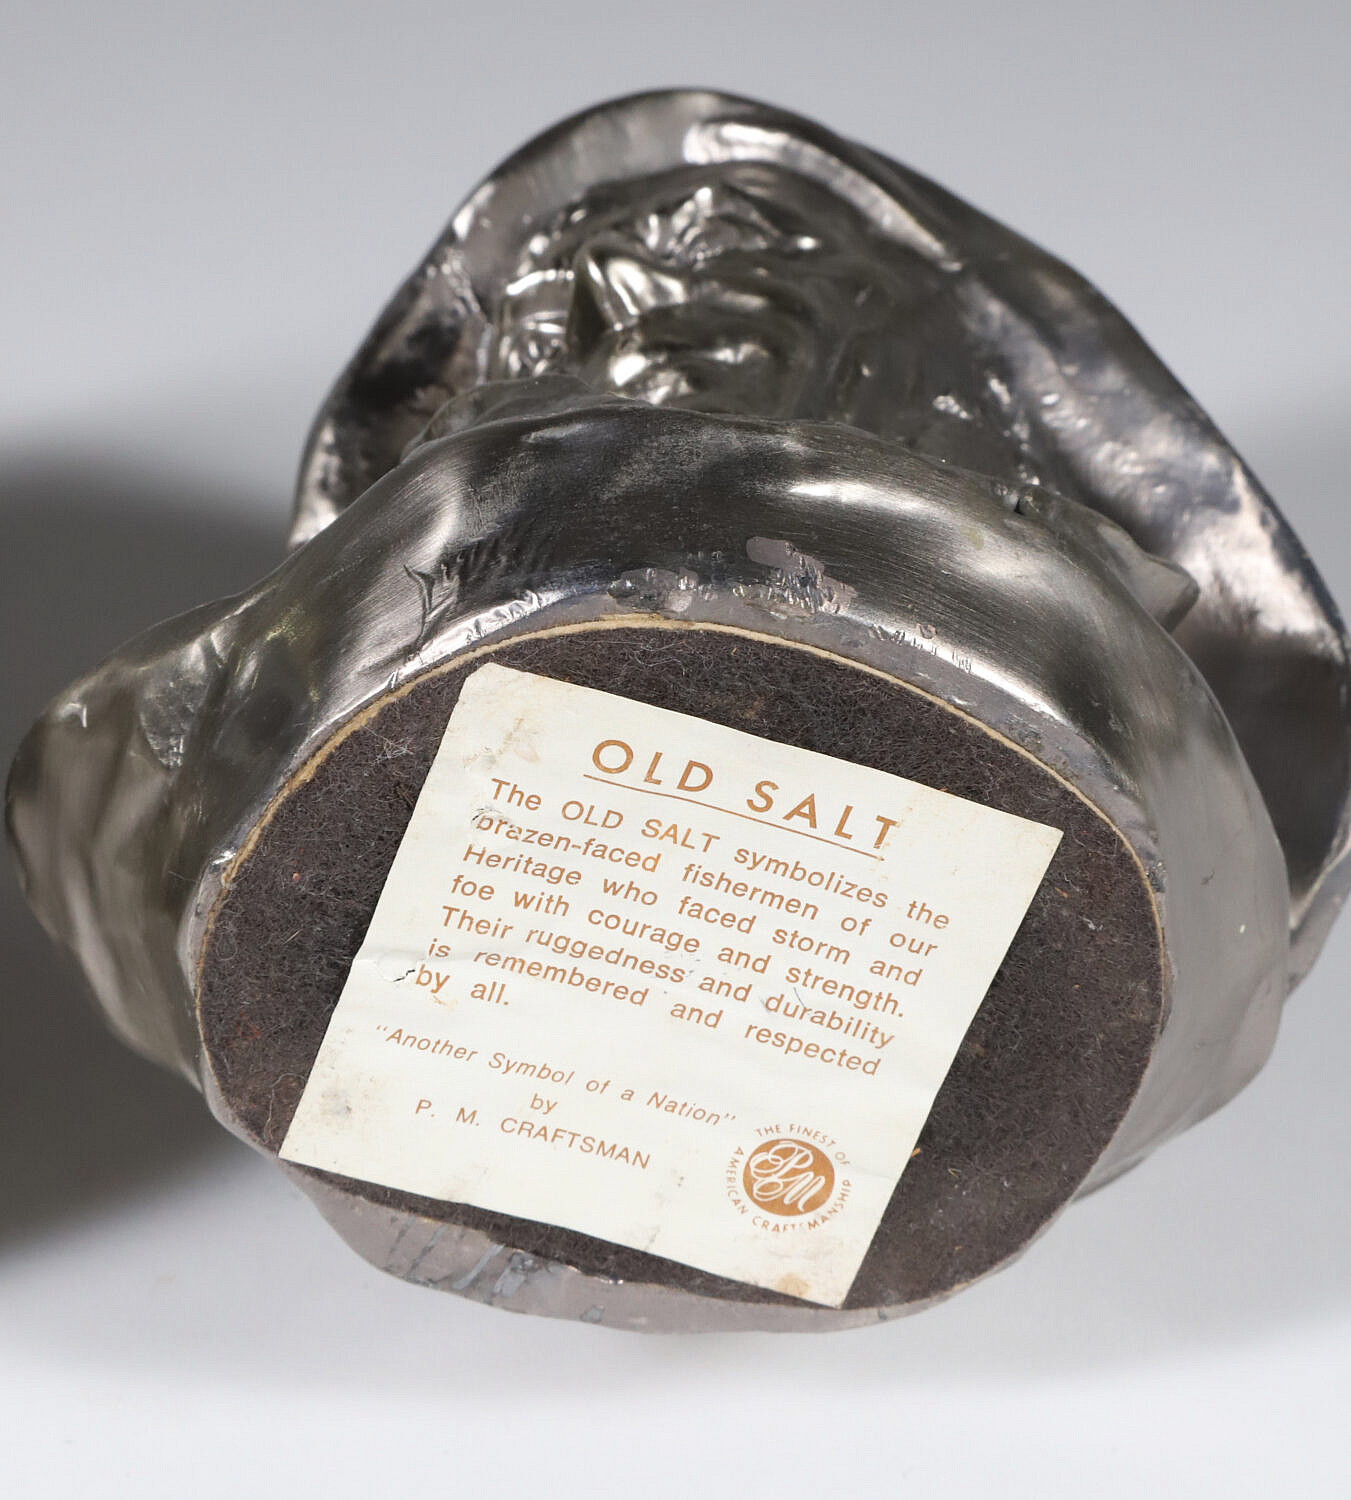 OLD SALT
The OLD SALT symbolizes the
brazen-faced fishermen of our
Heritage who faced storm and
foe with courage and strength.
Their ruggedness and durability
is remembered and respected
by all.
"Another Symbol of a Nation"
by
P. M. CRAFTSMAN
THE FINEST OF
AMERICAN CRAFTSMANSHIP
PM